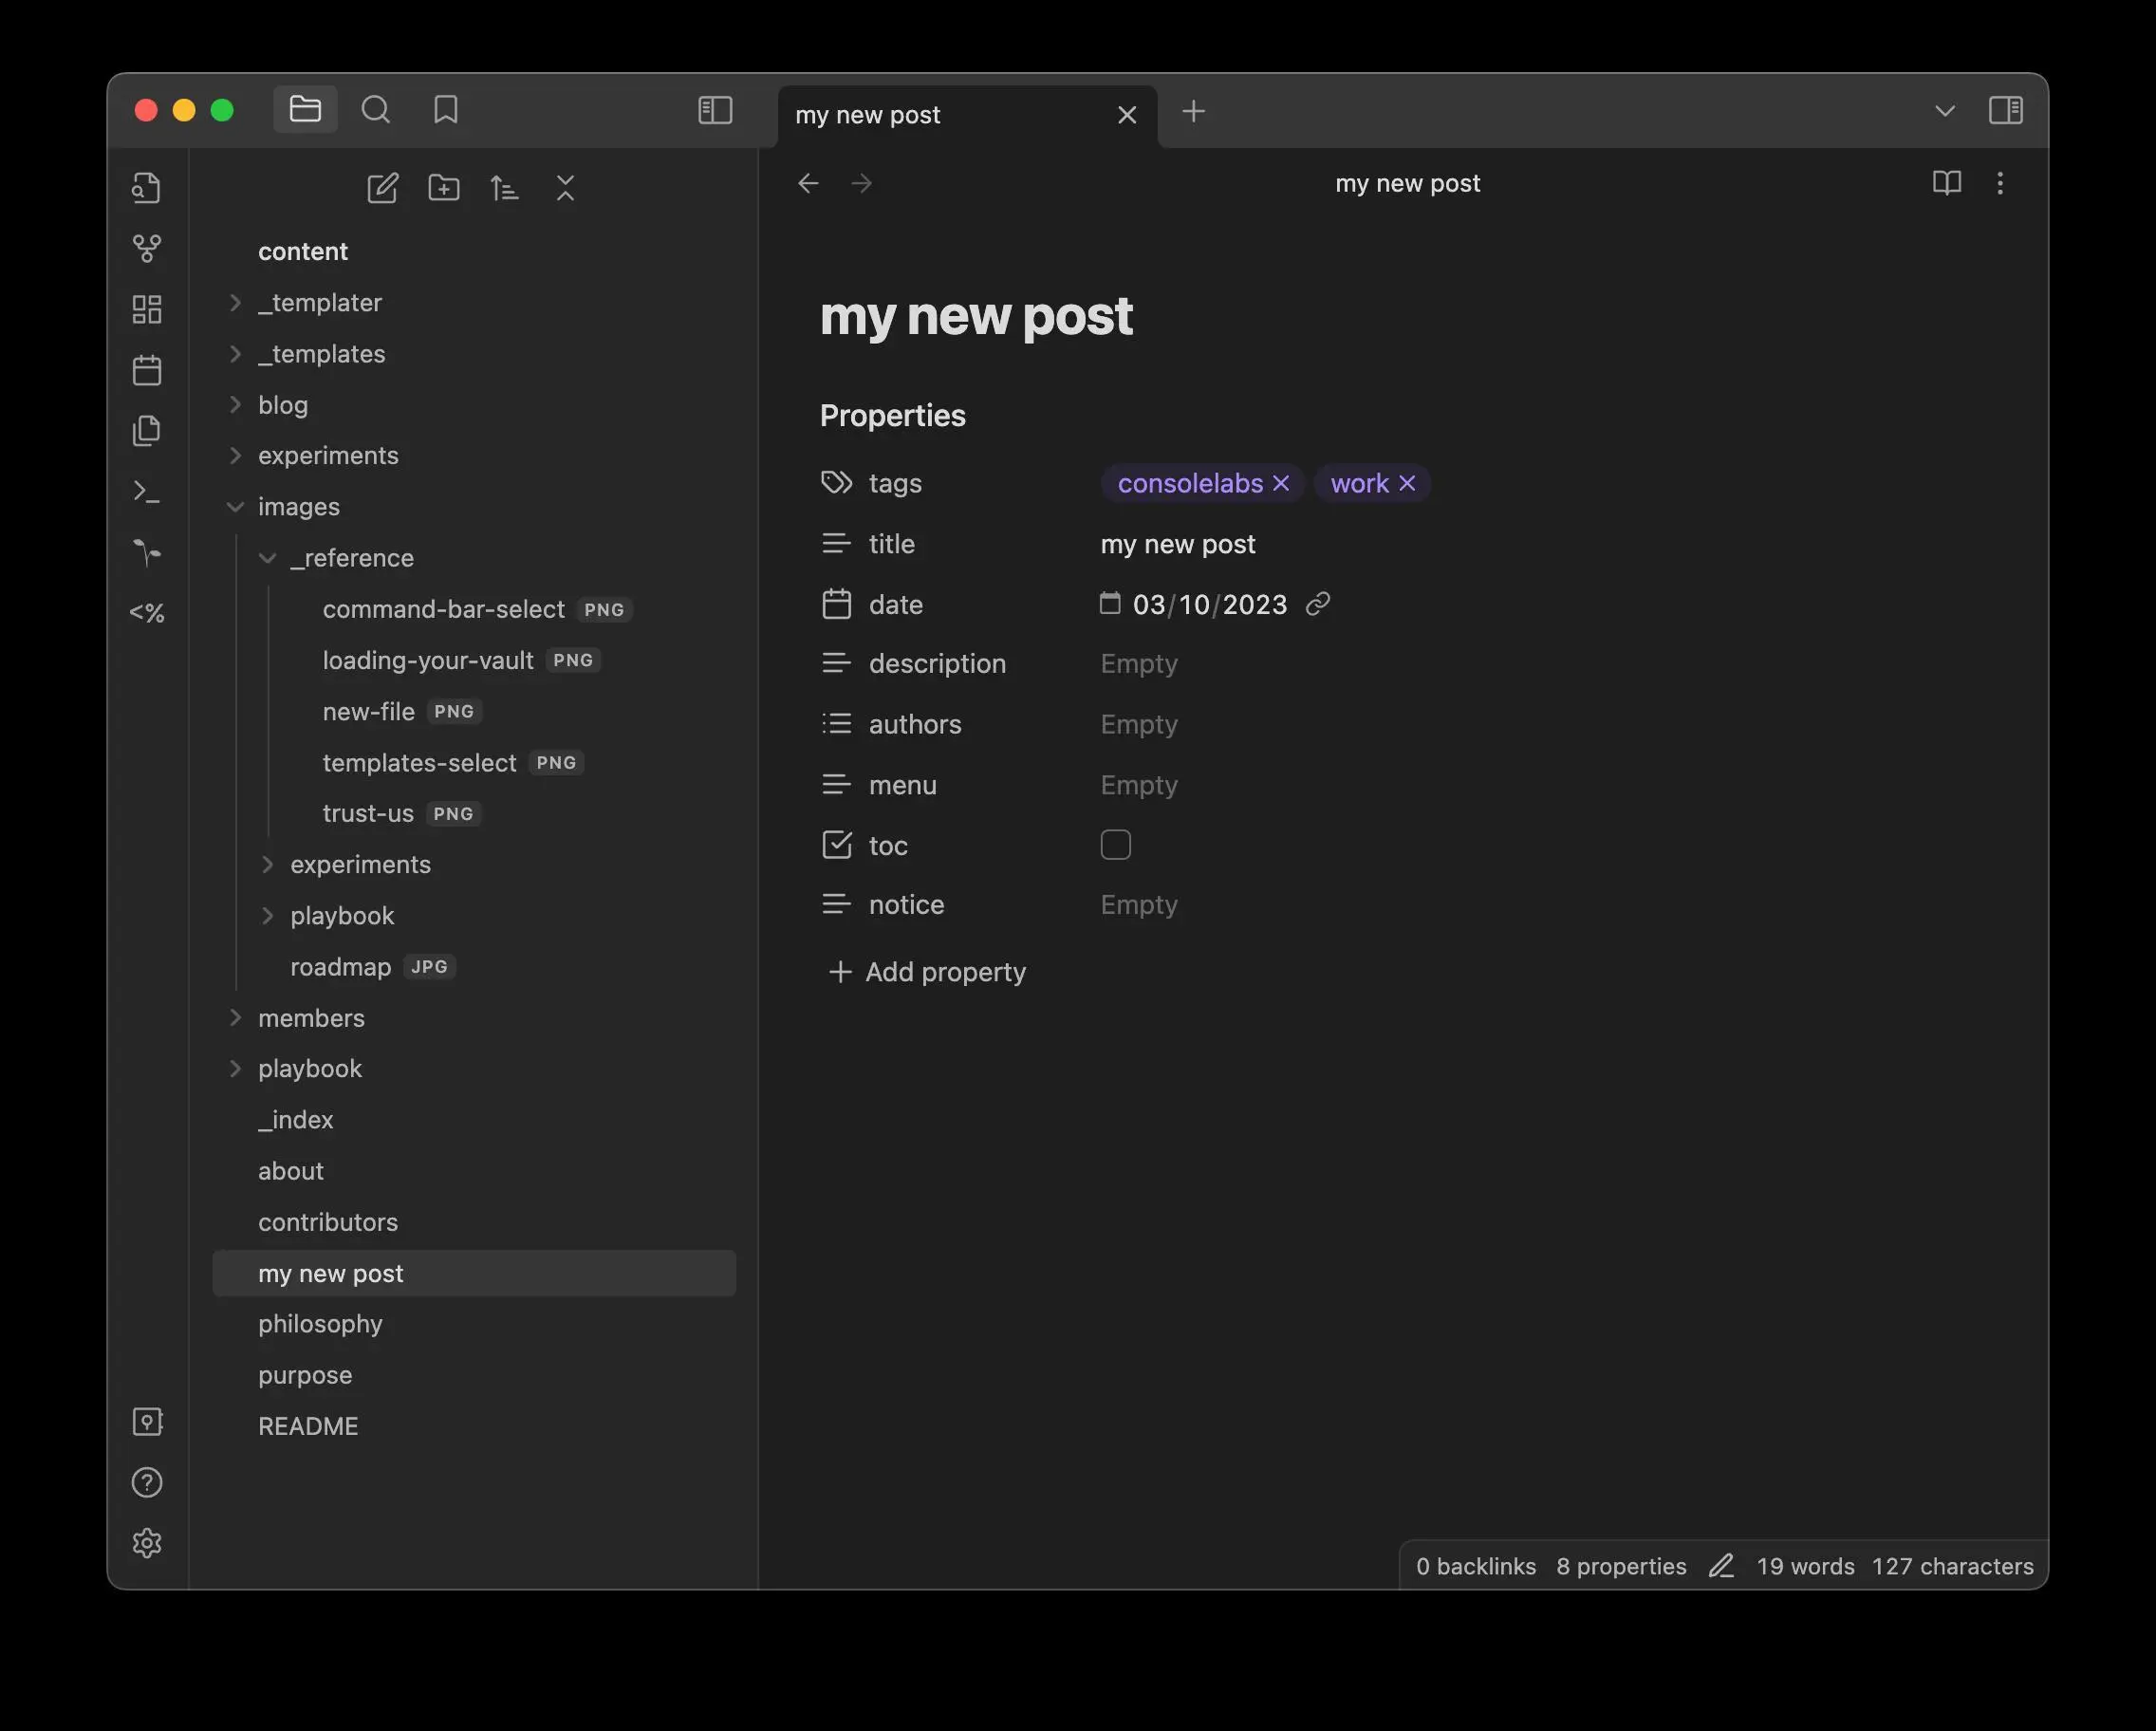 my new post
my new post
content
_templater
_templates
blog
experiments
images
_reference
command-bar-select PNG
loading-your-vault PNG
new-file PNG
templates-select PNG
trust-us PNG
experiments
playbook
roadmap JPG
members
playbook
_index
about
contributors
my new post
philosophy
purpose
README
<%
my new post
Properties
tags consolelabs work
title my new post
date 03/10/2023
description Empty
authors Empty
menu Empty
toc
notice Empty
Add property
0 backlinks 8 properties 19 words 127 characters